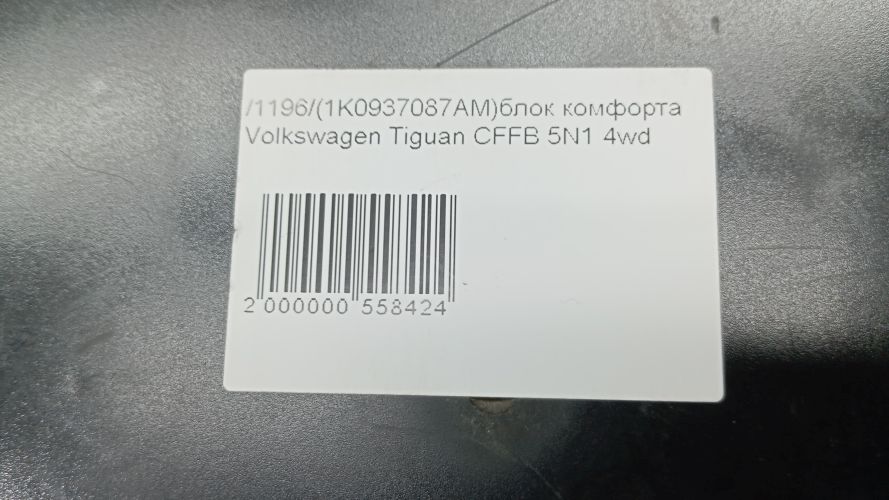 /1196/(1K0937087AM)блок комфорта
Volkswagen Tiguan CFFB 5N1 4wd
2 000000 558424